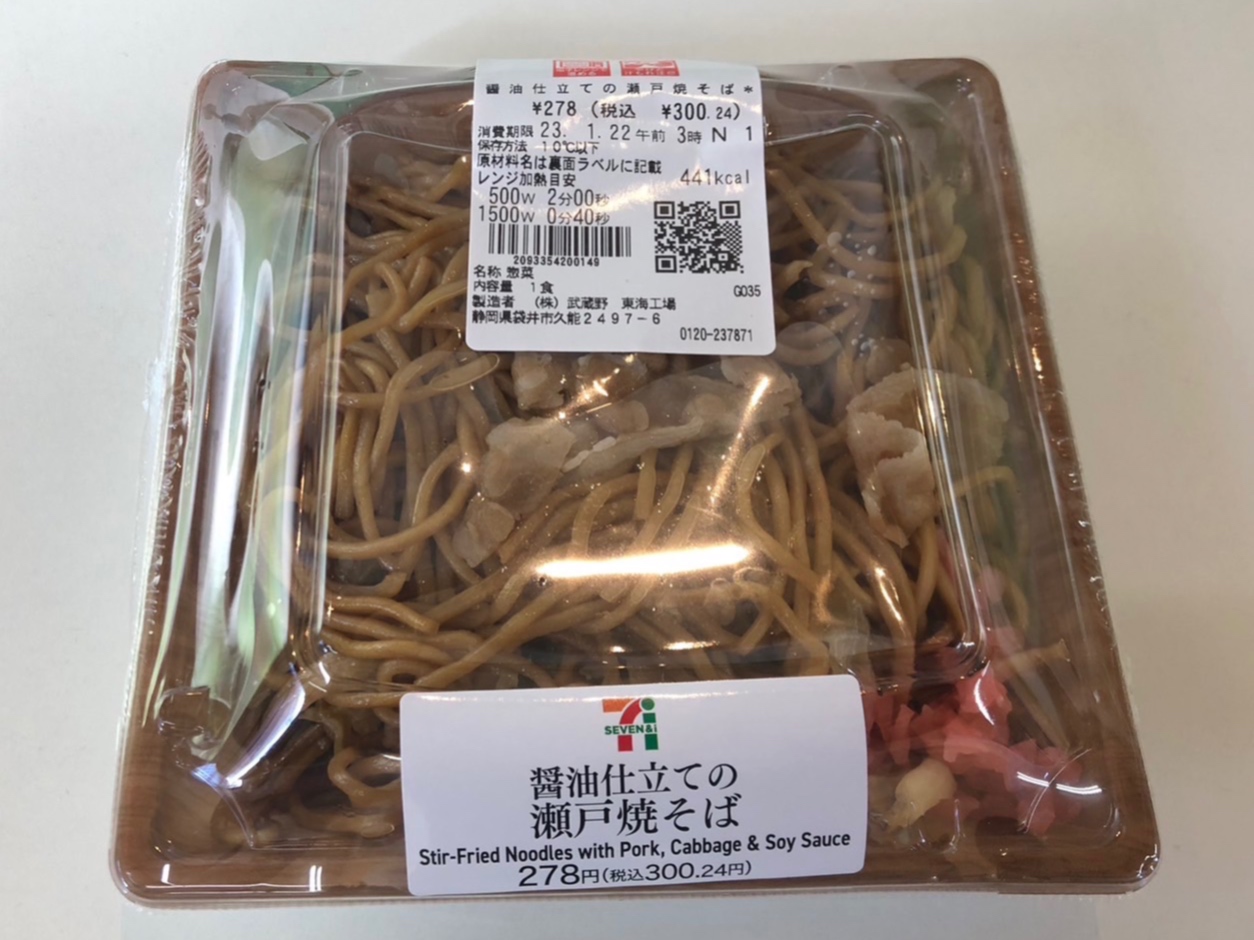 醤油仕立ての瀬戸焼そば*
¥278 (税込 ¥300.24)
消費期限 23. 1.22 午前 3時 N 1
保存方法 10℃以下
原材料名は裏面ラベルに記載
レンジ加熱目安 441kcal
500W 2分00秒
1500W 0分40秒
2093354200149
名称 惣菜
内容量 1食 G035
製造者 (株) 武蔵野 東海工場
静岡県袋井市久能2497-6
0120-237871
SEVEN&i
醤油仕立ての
瀬戸焼そば
Stir-Fried Noodles with Pork, Cabbage & Soy Sauce
278円(税込300.24円)